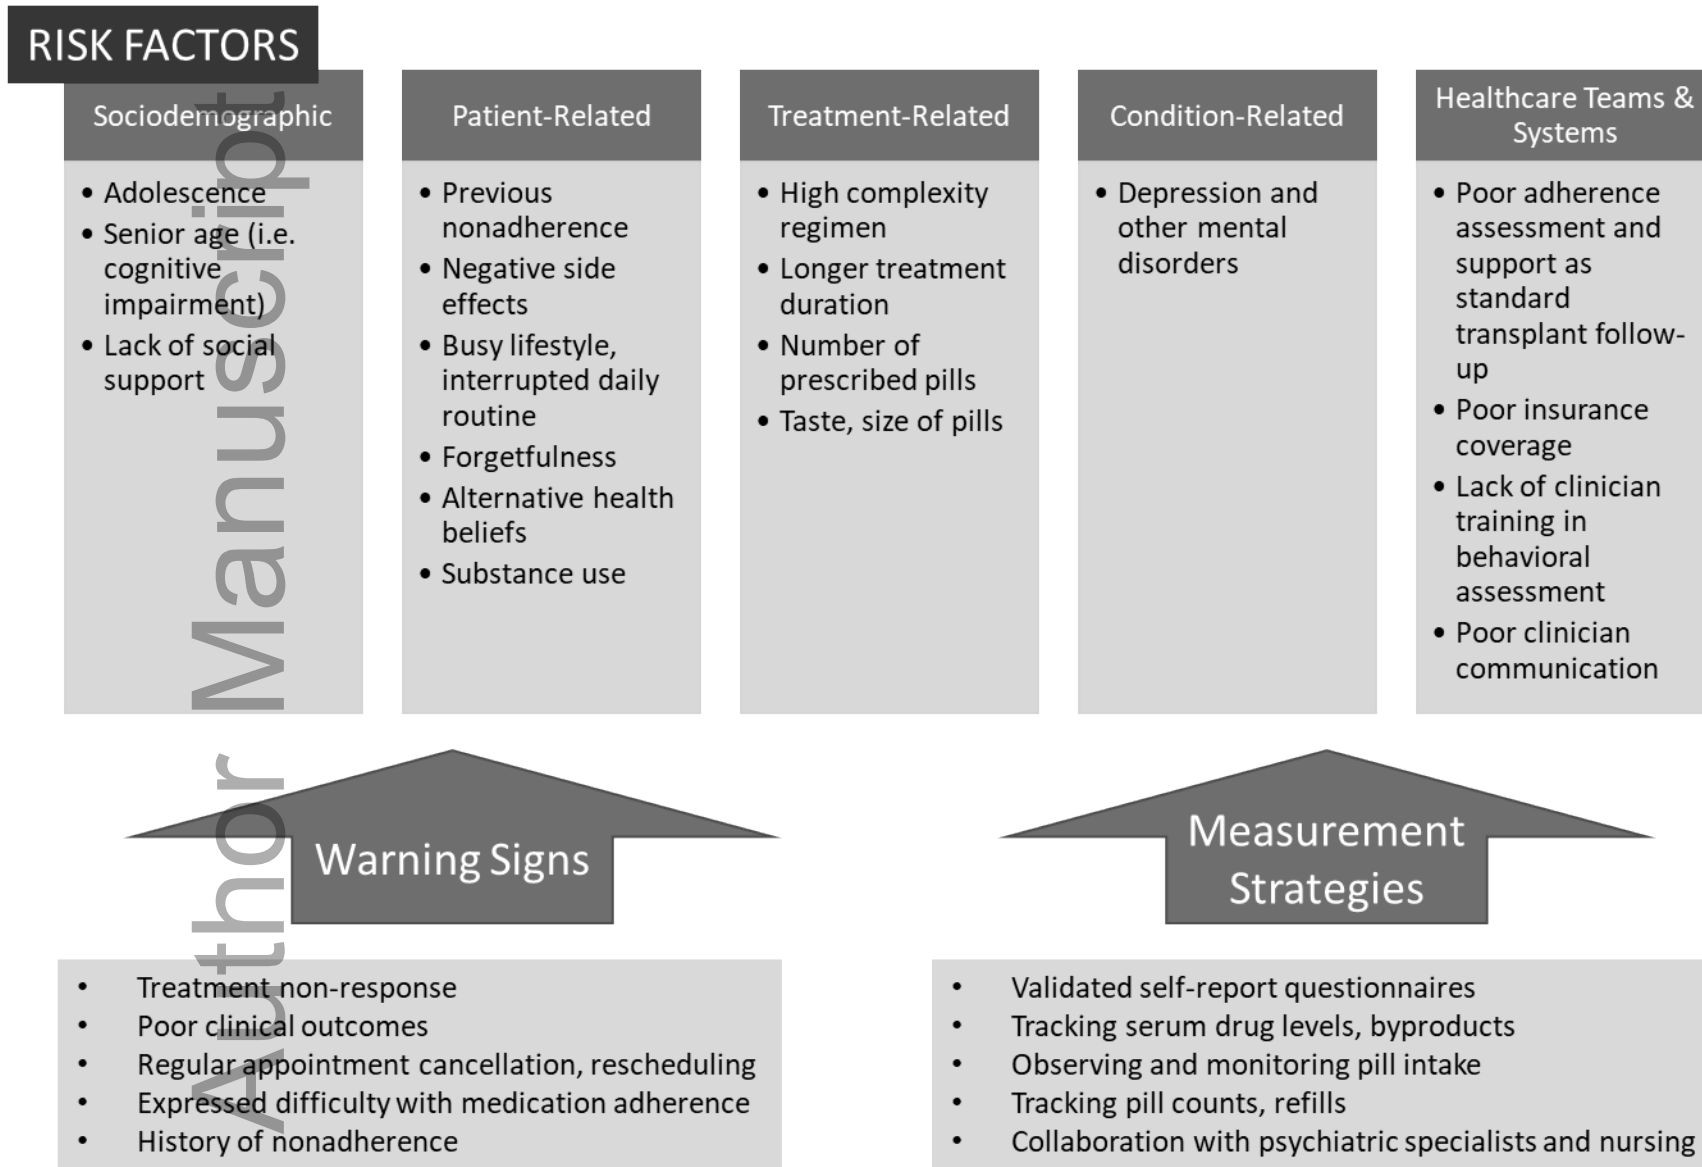 RISK FACTORS
Sociodemographic
• Adolescence
• Senior age (i.e.
cognitive
impairment)
• Lack of social
support
Patient-Related
• Previous
nonadherence
• Negative side
effects
• Busy lifestyle,
interrupted daily
routine
• Forgetfulness
• Alternative health
beliefs
• Substance use
Treatment-Related
• High complexity
regimen
• Longer treatment
duration
• Number of
prescribed pills
• Taste, size of pills
Condition-Related
• Depression and
other mental
disorders
Healthcare Teams &
Systems
• Poor adherence
assessment and
support as
standard
transplant follow-
up
• Poor insurance
coverage
• Lack of clinician
training in
behavioral
assessment
• Poor clinician
communication
Warning Signs
• Treatment non-response
• Poor clinical outcomes
• Regular appointment cancellation, rescheduling
• Expressed difficulty with medication adherence
• History of nonadherence
Measurement
Strategies
• Validated self-report questionnaires
• Tracking serum drug levels, byproducts
• Observing and monitoring pill intake
• Tracking pill counts, refills
• Collaboration with psychiatric specialists and nursing
Author Manuscript